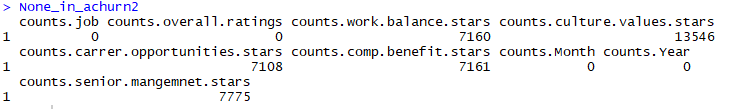 > None_in_achurn2
counts.job counts.overall.ratings counts.work.balance.stars counts.culture.values.stars
1 0 0 7160 13546
counts.carrer.opportunities.stars counts.comp.benefit.stars counts.Month counts.Year
1 7108 7161 0 0
counts.senior.mangemnet.stars
1 7775